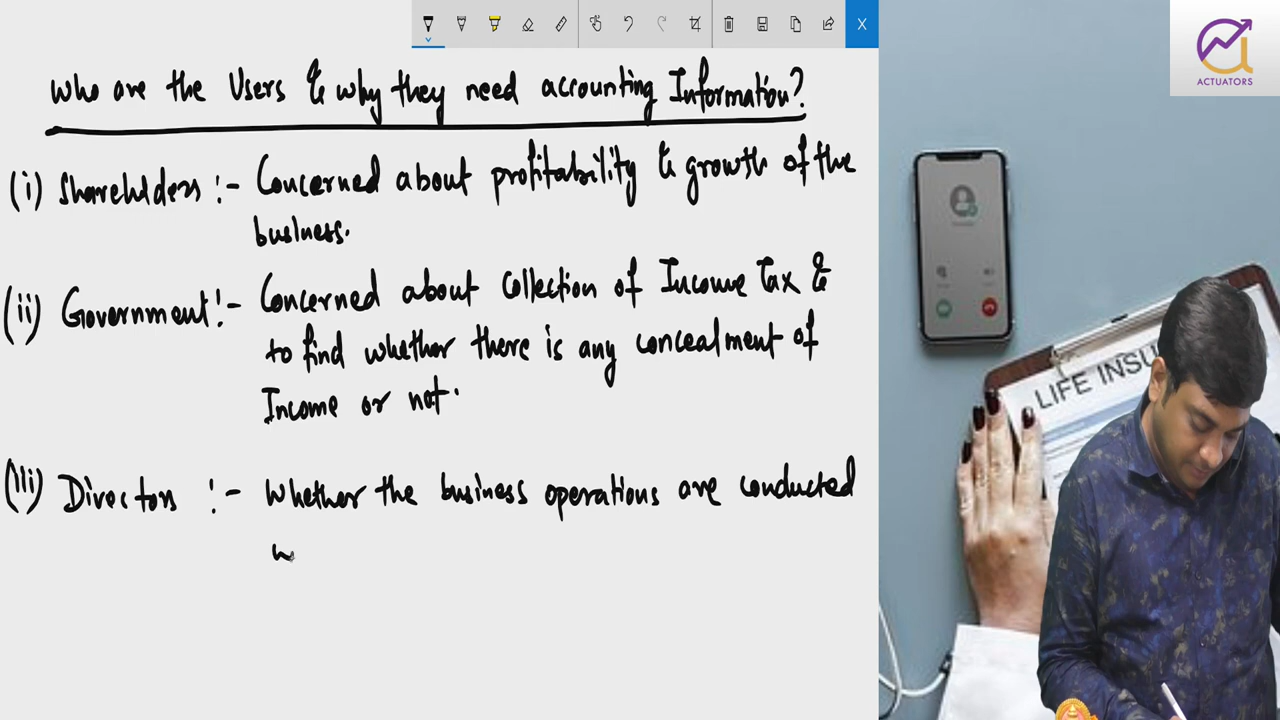 Who are the Users & why they need accounting Information?
(i) Shareholders :- Concerned about profitability & growth of the
business.
(ii) Government :- Concerned about Collection of Income Tax &
to find whether there is any concealment of
Income or not.
(iii) Directors :- Whether the business operations are conducted
w
X
ACTUATORS
LIFE INSU